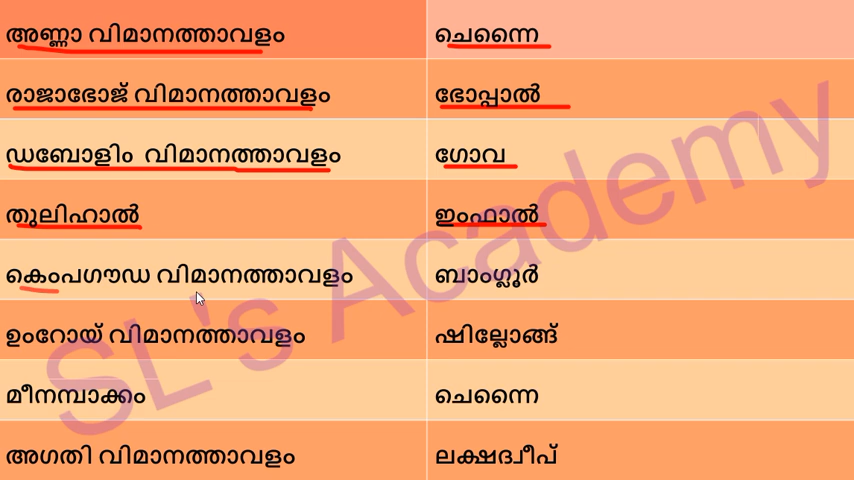 അണ്ണാ വിമാനത്താവളം ചെന്നൈ
രാജാഭോജ് വിമാനത്താവളം ഭോപ്പാൽ
ഡബോളിം വിമാനത്താവളം ഗോവ
തുലിഹാൽ ഇംഫാൽ
കെംപഗൗഡ വിമാനത്താവളം ബാംഗ്ലൂർ
ഉംറോയ് വിമാനത്താവളം ഷില്ലോങ്ങ്
മീനമ്പാക്കം ചെന്നൈ
അഗതി വിമാനത്താവളം ലക്ഷദ്വീപ്
SL's Academy